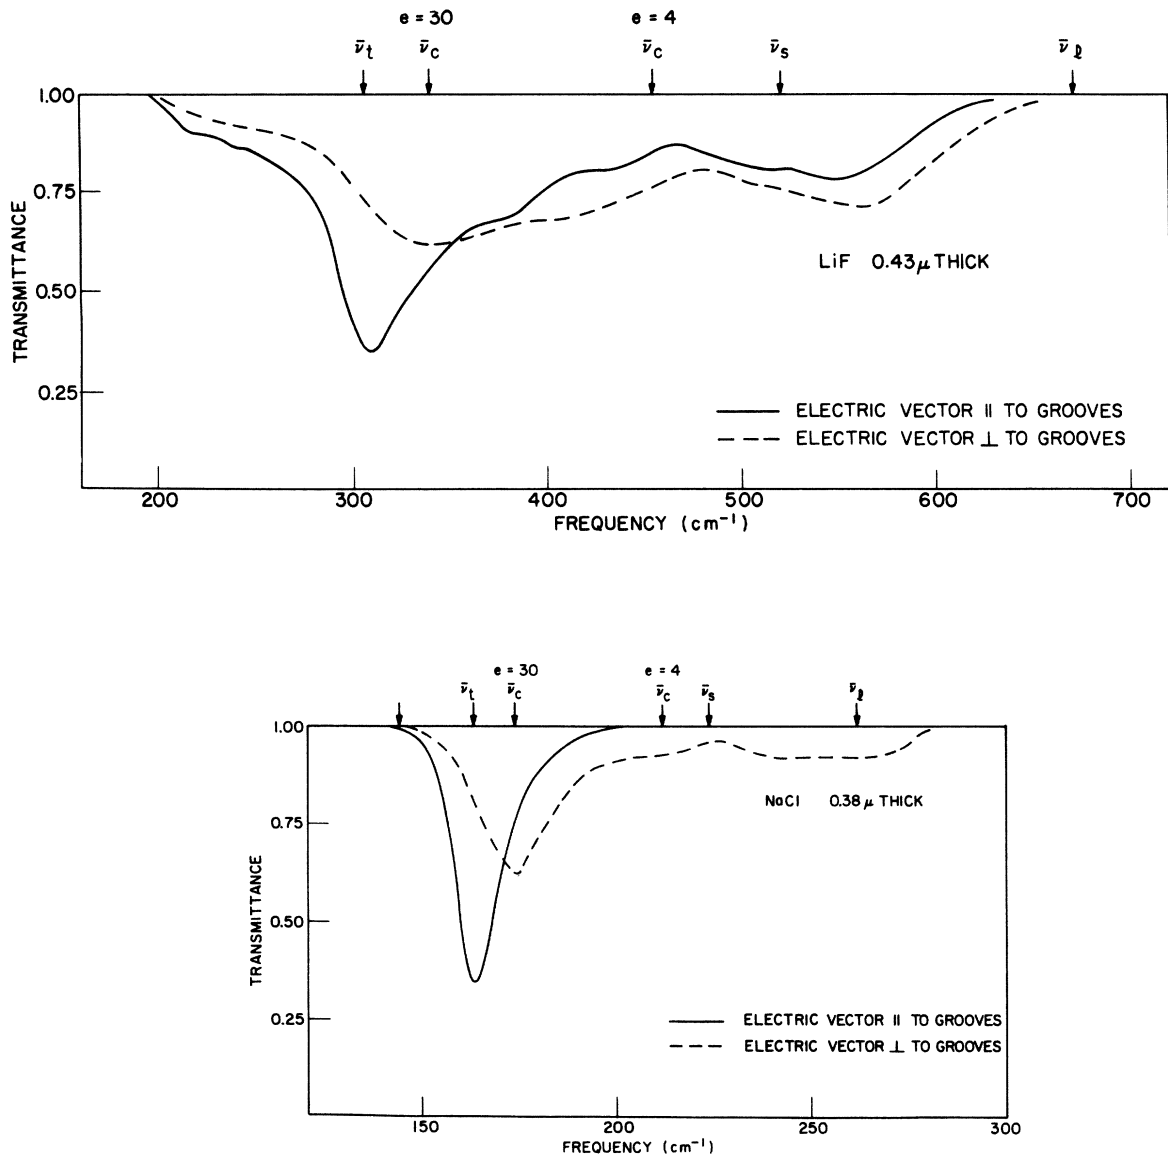 e = 30 e = 4
ν̄t ν̄c ν̄c ν̄s ν̄ℓ
1.00
0.75
0.50
0.25
TRANSMITTANCE
LiF 0.43μ THICK
ELECTRIC VECTOR || TO GROOVES
ELECTRIC VECTOR ⊥ TO GROOVES
200 300 400 500 600 700
FREQUENCY (cm⁻¹)
e = 30 e = 4
ν̄t ν̄c ν̄c ν̄s ν̄ℓ
1.00
0.75
0.50
0.25
TRANSMITTANCE
NaCl 0.38μ THICK
ELECTRIC VECTOR || TO GROOVES
ELECTRIC VECTOR ⊥ TO GROOVES
150 200 250 300
FREQUENCY (cm⁻¹)